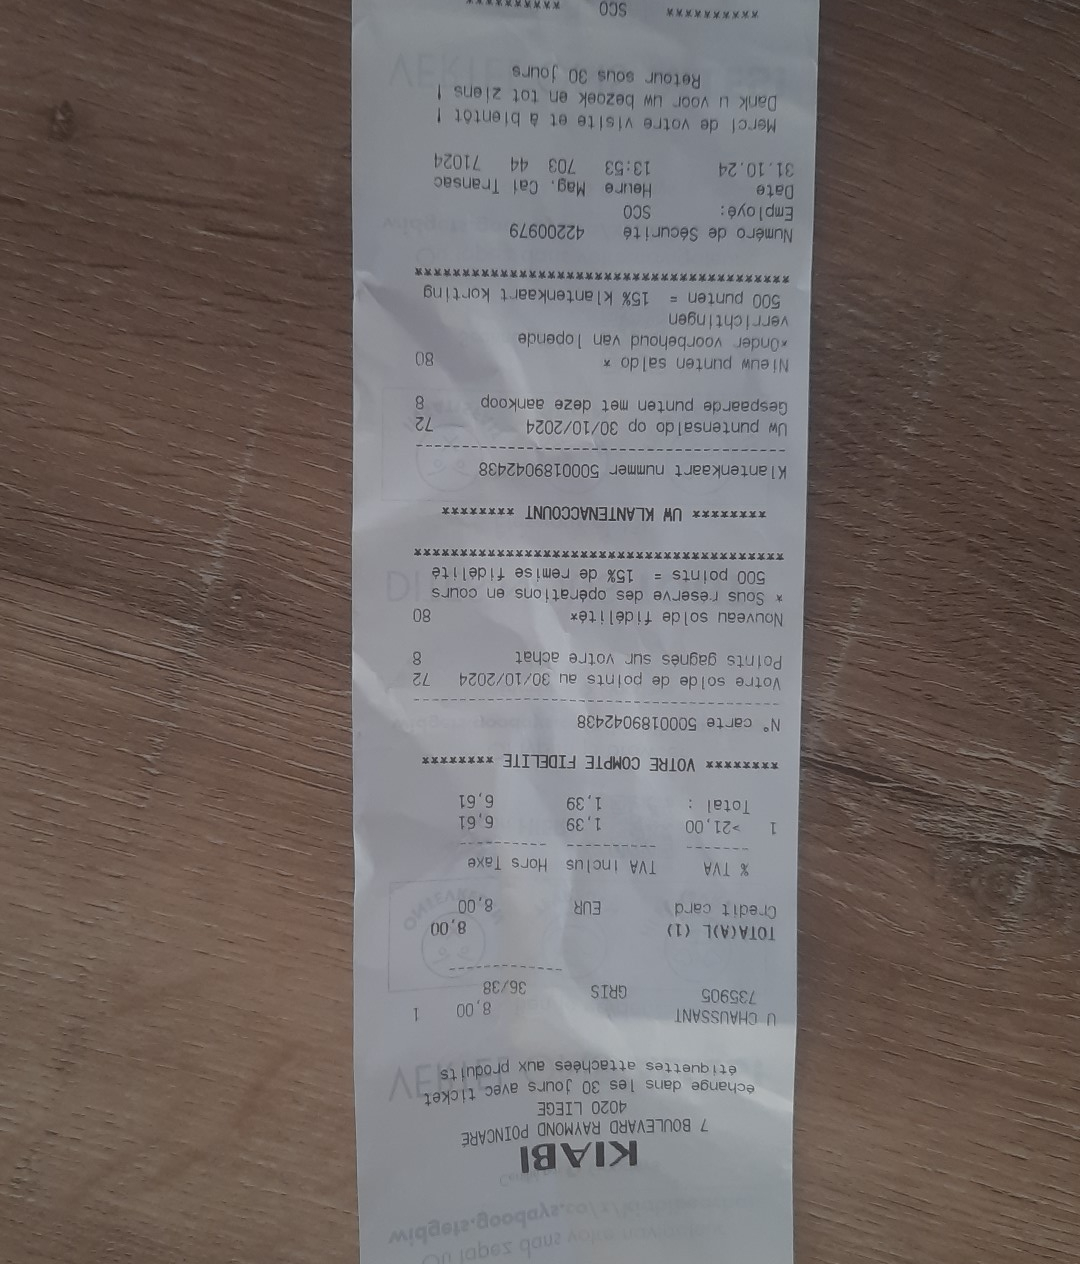 KIABI
7 BOULEVARD RAYMOND POINCARÉ
4020 LIEGE
échange dans les 30 jours avec ticket
étiquettes attachées aux produits
U CHAUSSANT 8,00 1
735905 GRIS 36/38
--------------
TOTA(A)L (1) 8,00
Credit card EUR 8,00
% TVA TVA inclus Hors Taxe
------- ---------- ----------
1 >21,00 1,39 6,61
Total : 1,39 6,61
********* VOTRE COMPTE FIDELITE *********
N° carte 5000189042438
----------------------------------------
Votre solde de points au 30/10/2024 72
Points gagnés sur votre achat 8
Nouveau solde fidélité* 80
* Sous réserve des opérations en cours
500 points = 15% de remise fidélité
****************************************
********* UW KLANTENACCOUNT *********
Klantenkaart nummer 5000189042438
----------------------------------------
Uw puntensaldo op 30/10/2024 72
Gespaarde punten met deze aankoop 8
Nieuw punten saldo * 80
*Onder voorbehoud van lopende
verrichtingen
500 punten = 15% klantenkaart korting
****************************************
Numéro de Sécurité 42200979
Employé: SCO
Date Heure Mag. Cai Transac
31.10.24 13:53 703 44 71024
Merci de votre visite et à bientôt !
Dank u voor uw bezoek en tot ziens !
Retour sous 30 jours
********** SCO **********